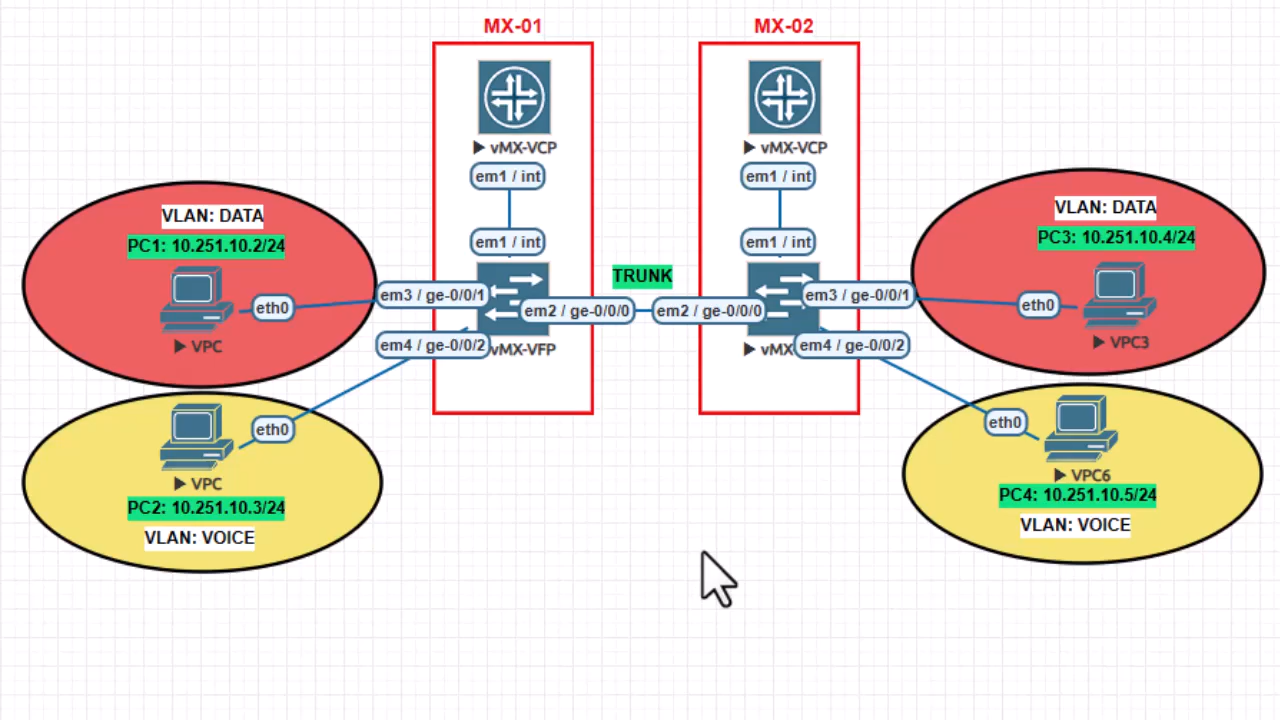 MX-01
MX-02
vMX-VCP
vMX-VCP
em1 / int
em1 / int
VLAN: DATA
PC1: 10.251.10.2/24
VLAN: DATA
PC3: 10.251.10.4/24
em1 / int
em1 / int
TRUNK
eth0
em3 / ge-0/0/1
em2 / ge-0/0/0
em2 / ge-0/0/0
em3 / ge-0/0/1
eth0
VPC
em4 / ge-0/0/2
vMX-VFP
vMX
em4 / ge-0/0/2
VPC3
eth0
eth0
VPC
VPC6
PC2: 10.251.10.3/24
PC4: 10.251.10.5/24
VLAN: VOICE
VLAN: VOICE